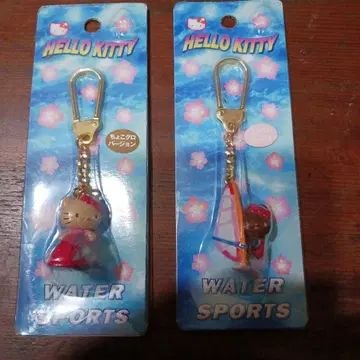 HELLO KITTY
ちょこクロ
バージョン
WATER
SPORTS
HELLO KITTY
WATER
SPORTS